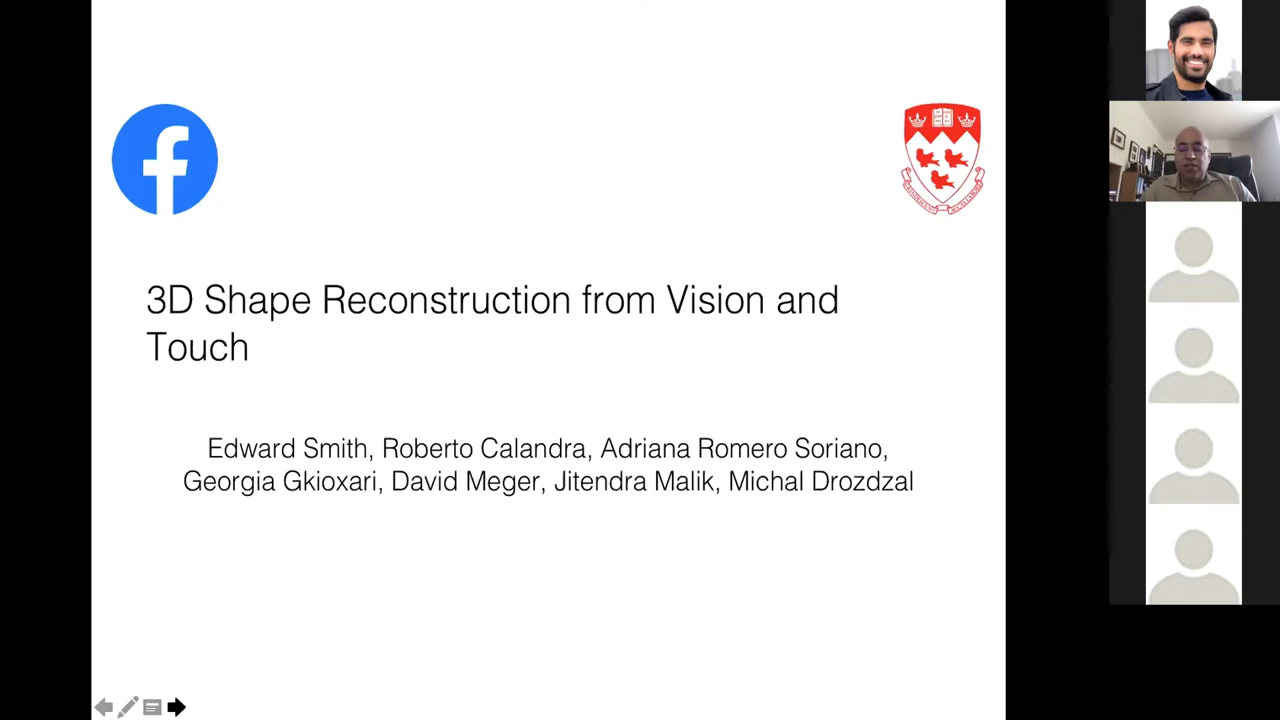 3D Shape Reconstruction from Vision and
Touch
Edward Smith, Roberto Calandra, Adriana Romero Soriano,
Georgia Gkioxari, David Meger, Jitendra Malik, Michal Drozdzal